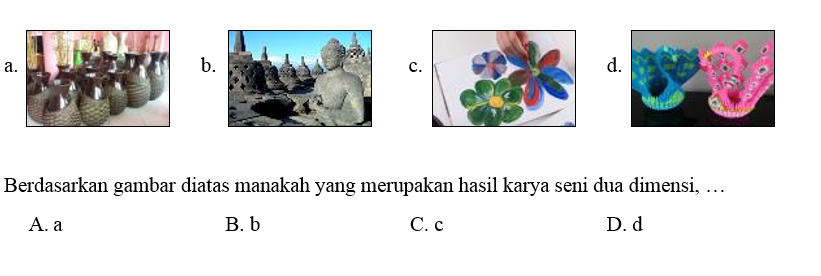 a. b. c. d.
Berdasarkan gambar diatas manakah yang merupakan hasil karya seni dua dimensi, …
A. a B. b C. c D. d